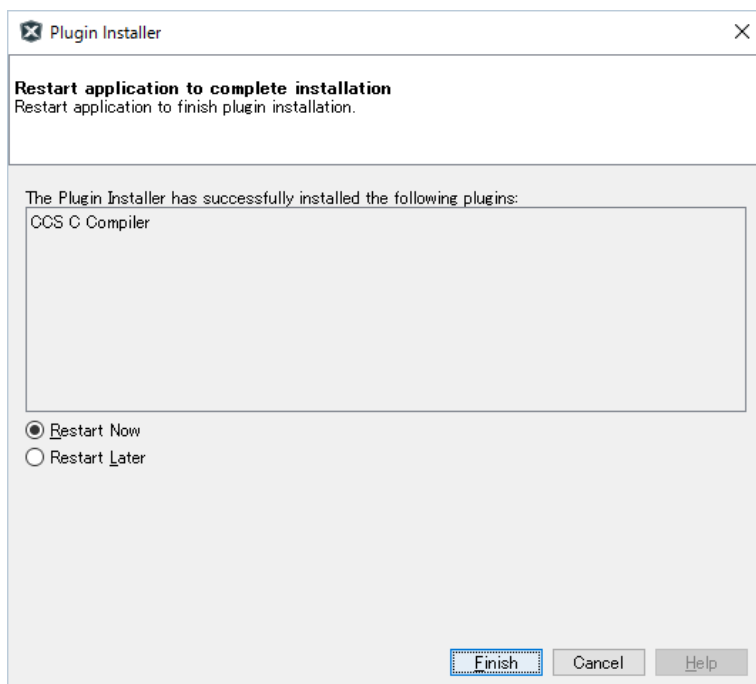 Plugin Installer
Restart application to complete installation
Restart application to finish plugin installation.
The Plugin Installer has successfully installed the following plugins:
CCS C Compiler
Restart Now
Restart Later
Finish
Cancel
Help